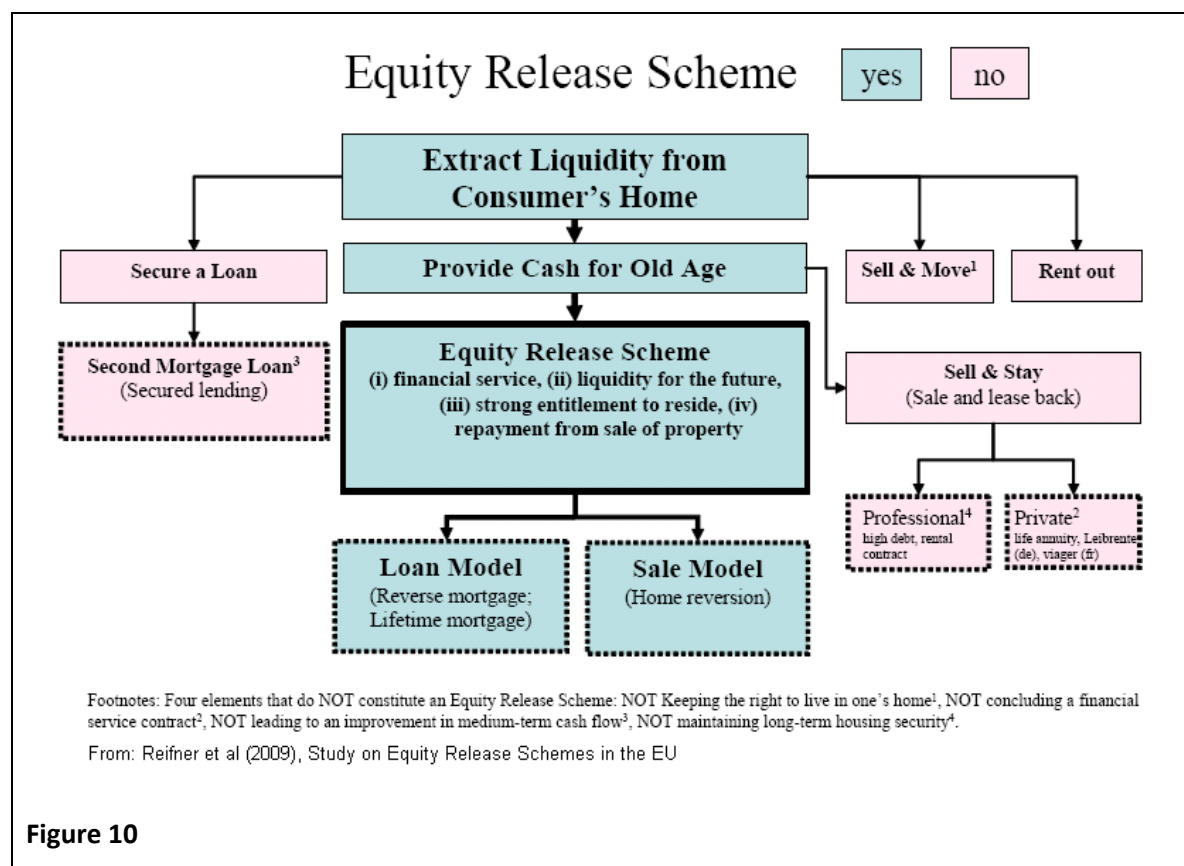 Equity Release Scheme
yes
no
Extract Liquidity from
Consumer's Home
Secure a Loan
Provide Cash for Old Age
Sell & Move¹
Rent out
Second Mortgage Loan³
(Secured lending)
Equity Release Scheme
(i) financial service, (ii) liquidity for the future,
(iii) strong entitlement to reside, (iv)
repayment from sale of property
Sell & Stay
(Sale and lease back)
Professional⁴
high debt, rental
contract
Private²
life annuity, Leibrente
(de), viager (fr)
Loan Model
(Reverse mortgage;
Lifetime mortgage)
Sale Model
(Home reversion)
Footnotes: Four elements that do NOT constitute an Equity Release Scheme: NOT Keeping the right to live in one's home¹, NOT concluding a financial
service contract², NOT leading to an improvement in medium-term cash flow³, NOT maintaining long-term housing security⁴.
From: Reifner et al (2009), Study on Equity Release Schemes in the EU
Figure 10